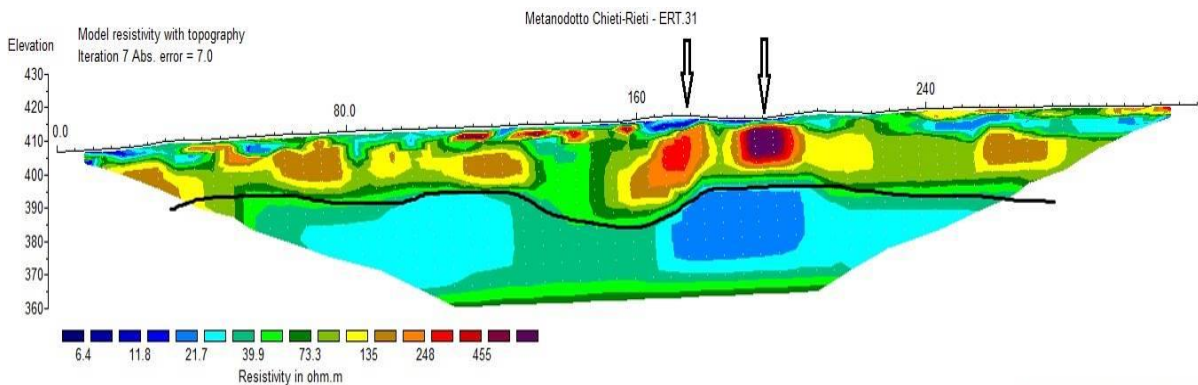 Metanodotto Chieti-Rieti - ERT.31
Model resistivity with topography
Elevation
Iteration 7 Abs. error = 7.0
430
420
410
400
390
380
370
360
0.0
80.0
160
240
6.4 11.8 21.7 39.9 73.3 135 248 455
Resistivity in ohm.m